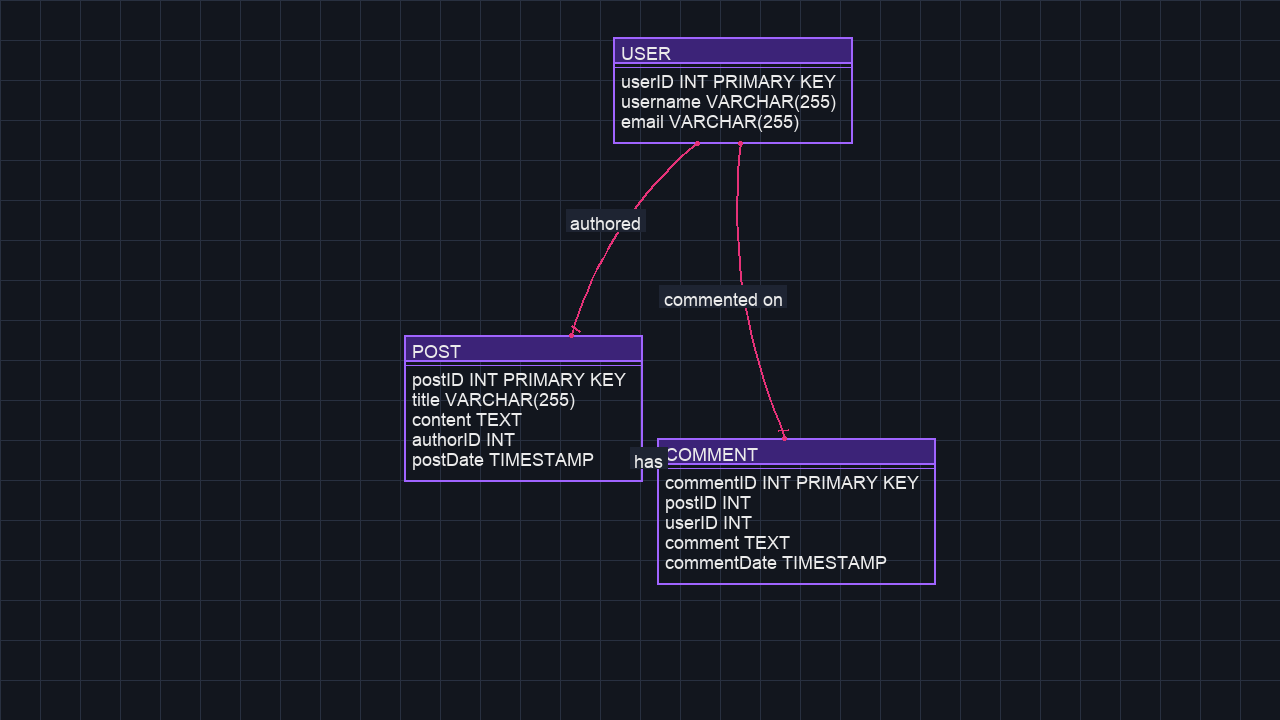 USER
userID INT PRIMARY KEY
username VARCHAR(255)
email VARCHAR(255)
authored
commented on
POST
postID INT PRIMARY KEY
title VARCHAR(255)
content TEXT
authorID INT
postDate TIMESTAMP
has
COMMENT
commentID INT PRIMARY KEY
postID INT
userID INT
comment TEXT
commentDate TIMESTAMP